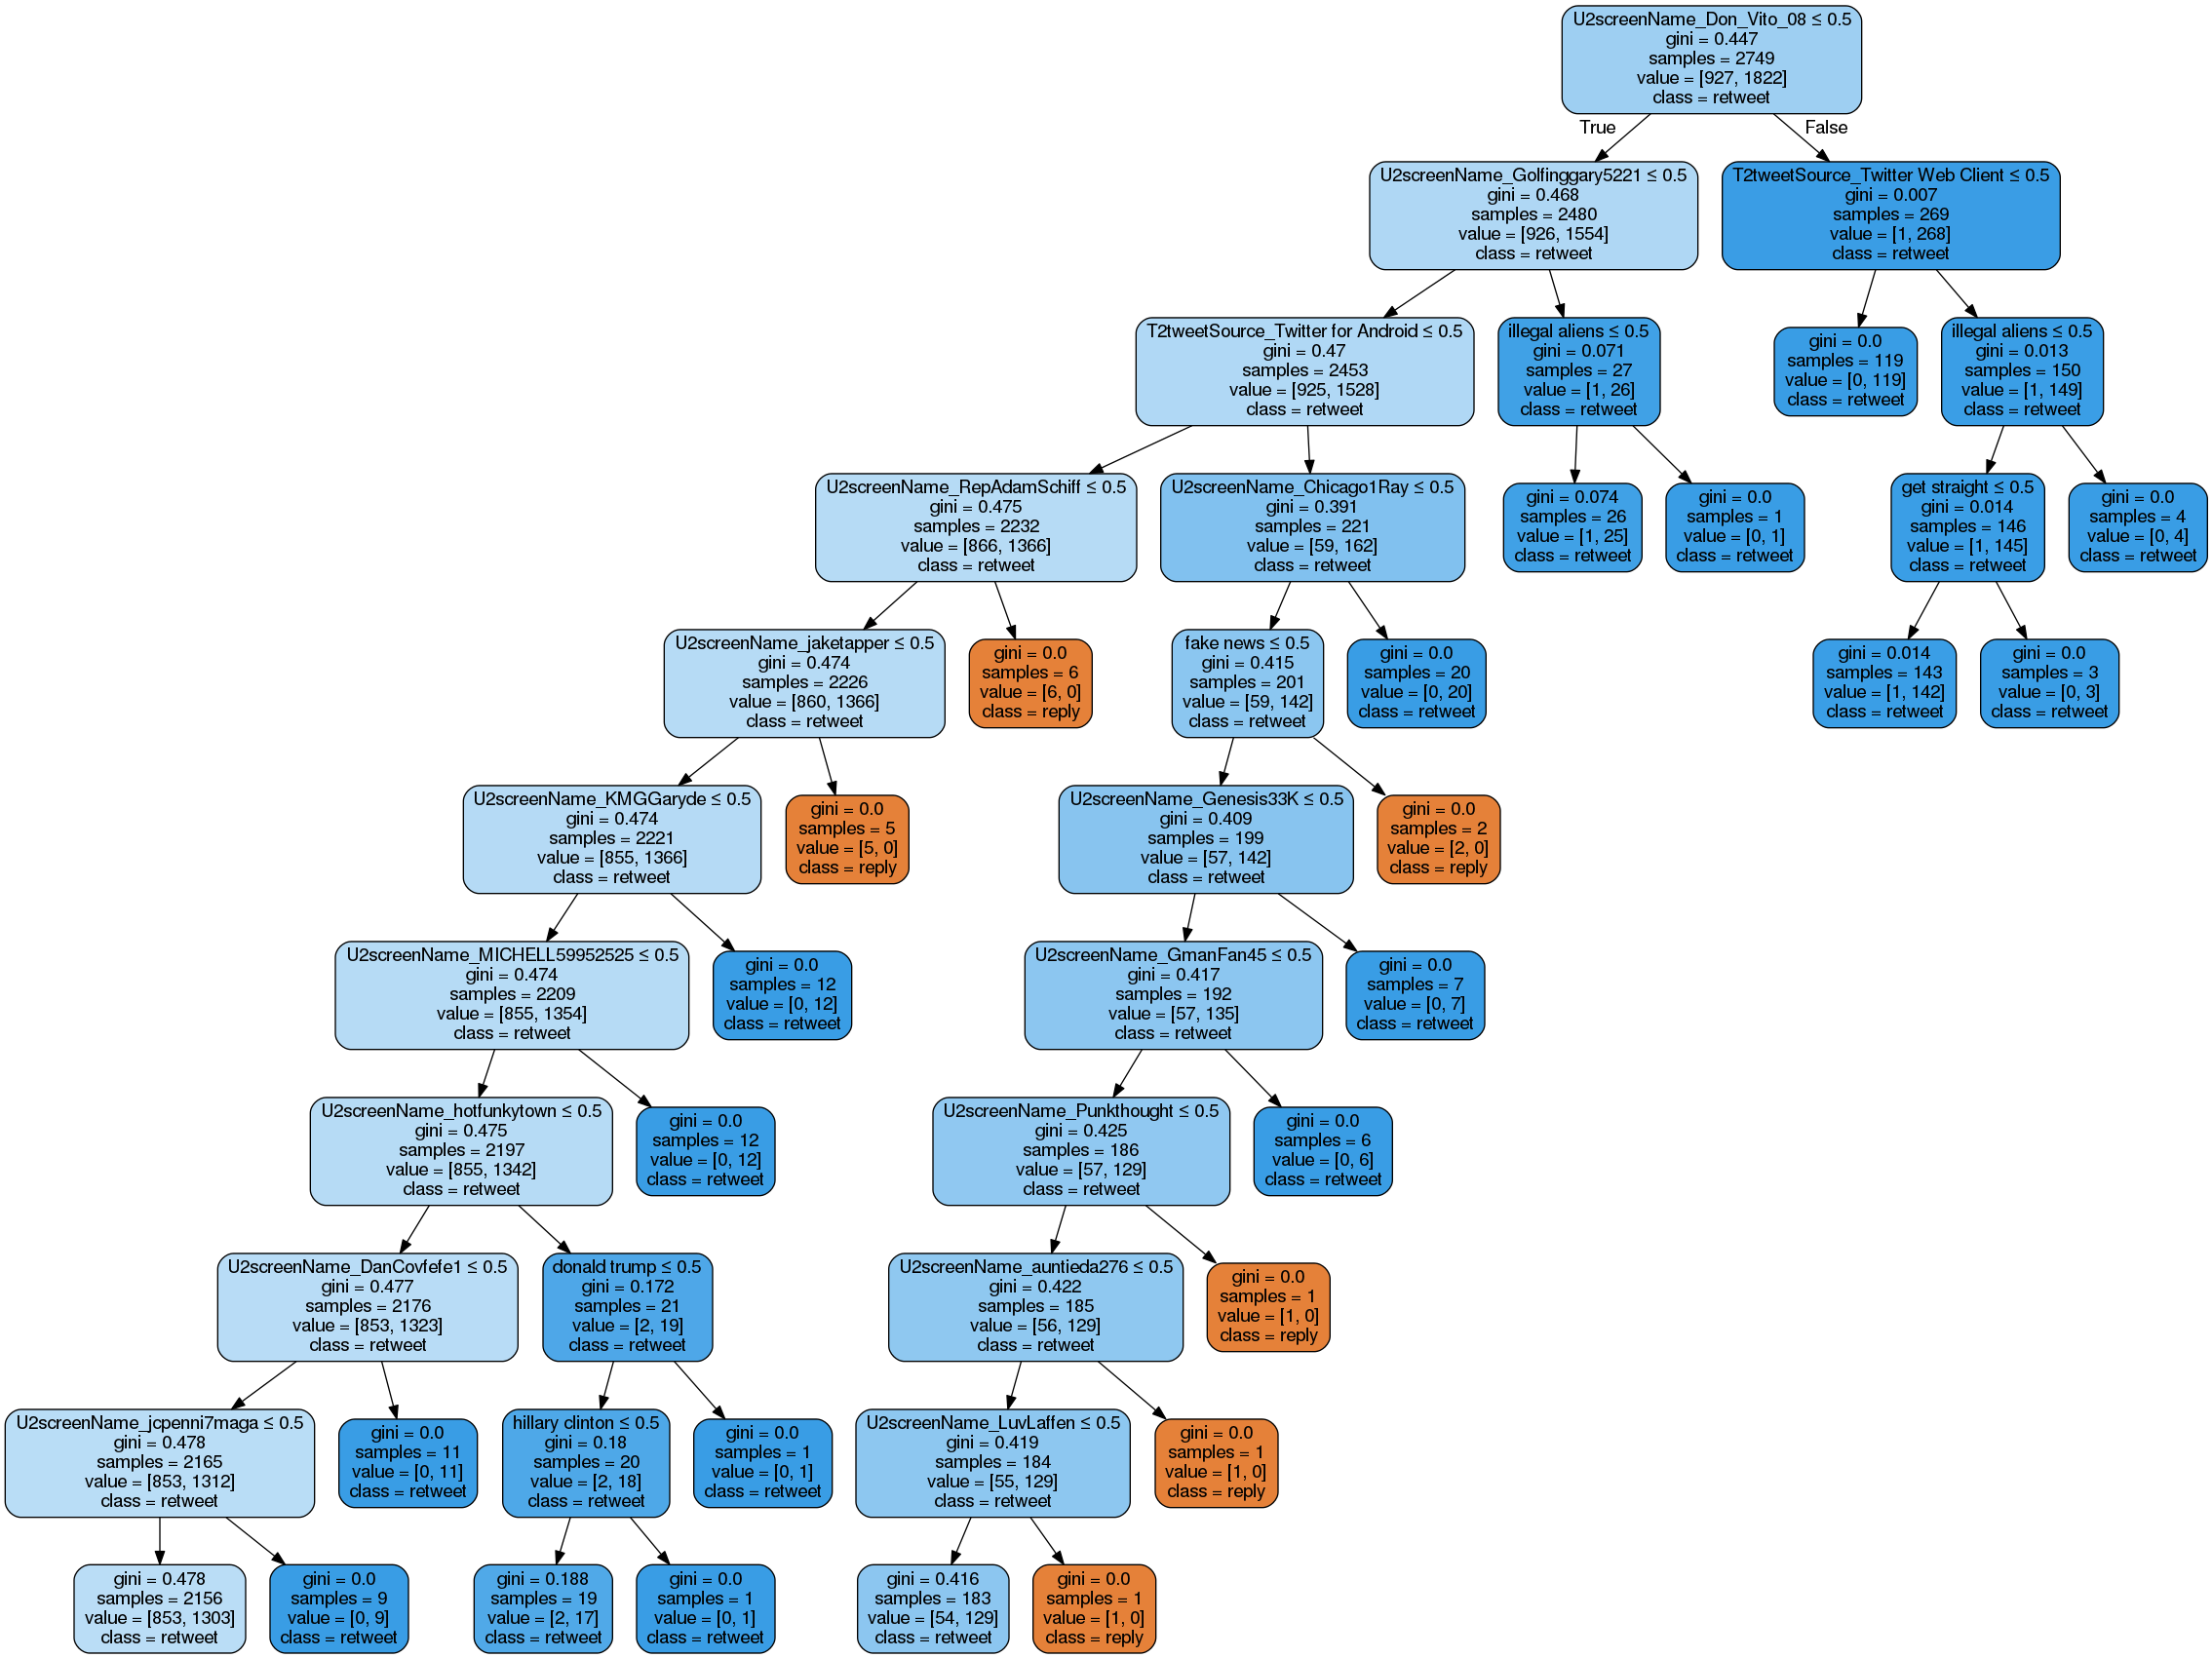 U2screenName_Don_Vito_08 ≤ 0.5
gini = 0.447
samples = 2749
value = [927, 1822]
class = retweet
True
False
U2screenName_Golfinggary5221 ≤ 0.5
gini = 0.468
samples = 2480
value = [926, 1554]
class = retweet
T2tweetSource_Twitter Web Client ≤ 0.5
gini = 0.007
samples = 269
value = [1, 268]
class = retweet
T2tweetSource_Twitter for Android ≤ 0.5
gini = 0.47
samples = 2453
value = [925, 1528]
class = retweet
illegal aliens ≤ 0.5
gini = 0.071
samples = 27
value = [1, 26]
class = retweet
gini = 0.0
samples = 119
value = [0, 119]
class = retweet
illegal aliens ≤ 0.5
gini = 0.013
samples = 150
value = [1, 149]
class = retweet
U2screenName_RepAdamSchiff ≤ 0.5
gini = 0.475
samples = 2232
value = [866, 1366]
class = retweet
U2screenName_Chicago1Ray ≤ 0.5
gini = 0.391
samples = 221
value = [59, 162]
class = retweet
gini = 0.074
samples = 26
value = [1, 25]
class = retweet
gini = 0.0
samples = 1
value = [0, 1]
class = retweet
get straight ≤ 0.5
gini = 0.014
samples = 146
value = [1, 145]
class = retweet
gini = 0.0
samples = 4
value = [0, 4]
class = retweet
U2screenName_jaketapper ≤ 0.5
gini = 0.474
samples = 2226
value = [860, 1366]
class = retweet
gini = 0.0
samples = 6
value = [6, 0]
class = reply
fake news ≤ 0.5
gini = 0.415
samples = 201
value = [59, 142]
class = retweet
gini = 0.0
samples = 20
value = [0, 20]
class = retweet
gini = 0.014
samples = 143
value = [1, 142]
class = retweet
gini = 0.0
samples = 3
value = [0, 3]
class = retweet
U2screenName_KMGGaryde ≤ 0.5
gini = 0.474
samples = 2221
value = [855, 1366]
class = retweet
gini = 0.0
samples = 5
value = [5, 0]
class = reply
U2screenName_Genesis33K ≤ 0.5
gini = 0.409
samples = 199
value = [57, 142]
class = retweet
gini = 0.0
samples = 2
value = [2, 0]
class = reply
U2screenName_MICHELL59952525 ≤ 0.5
gini = 0.474
samples = 2209
value = [855, 1354]
class = retweet
gini = 0.0
samples = 12
value = [0, 12]
class = retweet
U2screenName_GmanFan45 ≤ 0.5
gini = 0.417
samples = 192
value = [57, 135]
class = retweet
gini = 0.0
samples = 7
value = [0, 7]
class = retweet
U2screenName_hotfunkytown ≤ 0.5
gini = 0.475
samples = 2197
value = [855, 1342]
class = retweet
gini = 0.0
samples = 12
value = [0, 12]
class = retweet
U2screenName_Punkthought ≤ 0.5
gini = 0.425
samples = 186
value = [57, 129]
class = retweet
gini = 0.0
samples = 6
value = [0, 6]
class = retweet
U2screenName_DanCovfefe1 ≤ 0.5
gini = 0.477
samples = 2176
value = [853, 1323]
class = retweet
donald trump ≤ 0.5
gini = 0.172
samples = 21
value = [2, 19]
class = retweet
U2screenName_auntieda276 ≤ 0.5
gini = 0.422
samples = 185
value = [56, 129]
class = retweet
gini = 0.0
samples = 1
value = [1, 0]
class = reply
U2screenName_jcpenni7maga ≤ 0.5
gini = 0.478
samples = 2165
value = [853, 1312]
class = retweet
gini = 0.0
samples = 11
value = [0, 11]
class = retweet
hillary clinton ≤ 0.5
gini = 0.18
samples = 20
value = [2, 18]
class = retweet
gini = 0.0
samples = 1
value = [0, 1]
class = retweet
U2screenName_LuvLaffen ≤ 0.5
gini = 0.419
samples = 184
value = [55, 129]
class = retweet
gini = 0.0
samples = 1
value = [1, 0]
class = reply
gini = 0.478
samples = 2156
value = [853, 1303]
class = retweet
gini = 0.0
samples = 9
value = [0, 9]
class = retweet
gini = 0.188
samples = 19
value = [2, 17]
class = retweet
gini = 0.0
samples = 1
value = [0, 1]
class = retweet
gini = 0.416
samples = 183
value = [54, 129]
class = retweet
gini = 0.0
samples = 1
value = [1, 0]
class = reply